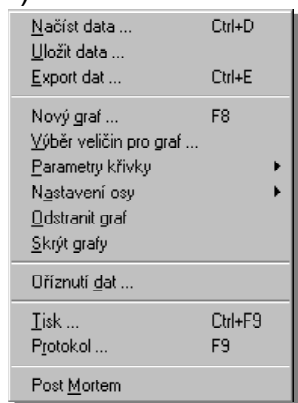 Načíst data ... Ctrl+D
Uložit data ...
Export dat ... Ctrl+E
Nový graf ... F8
Výběr veličin pro graf ...
Parametry křivky
Nastavení osy
Odstranit graf
Skrýt grafy
Oříznutí dat ...
Tisk ... Ctrl+F9
Protokol ... F9
Post Mortem